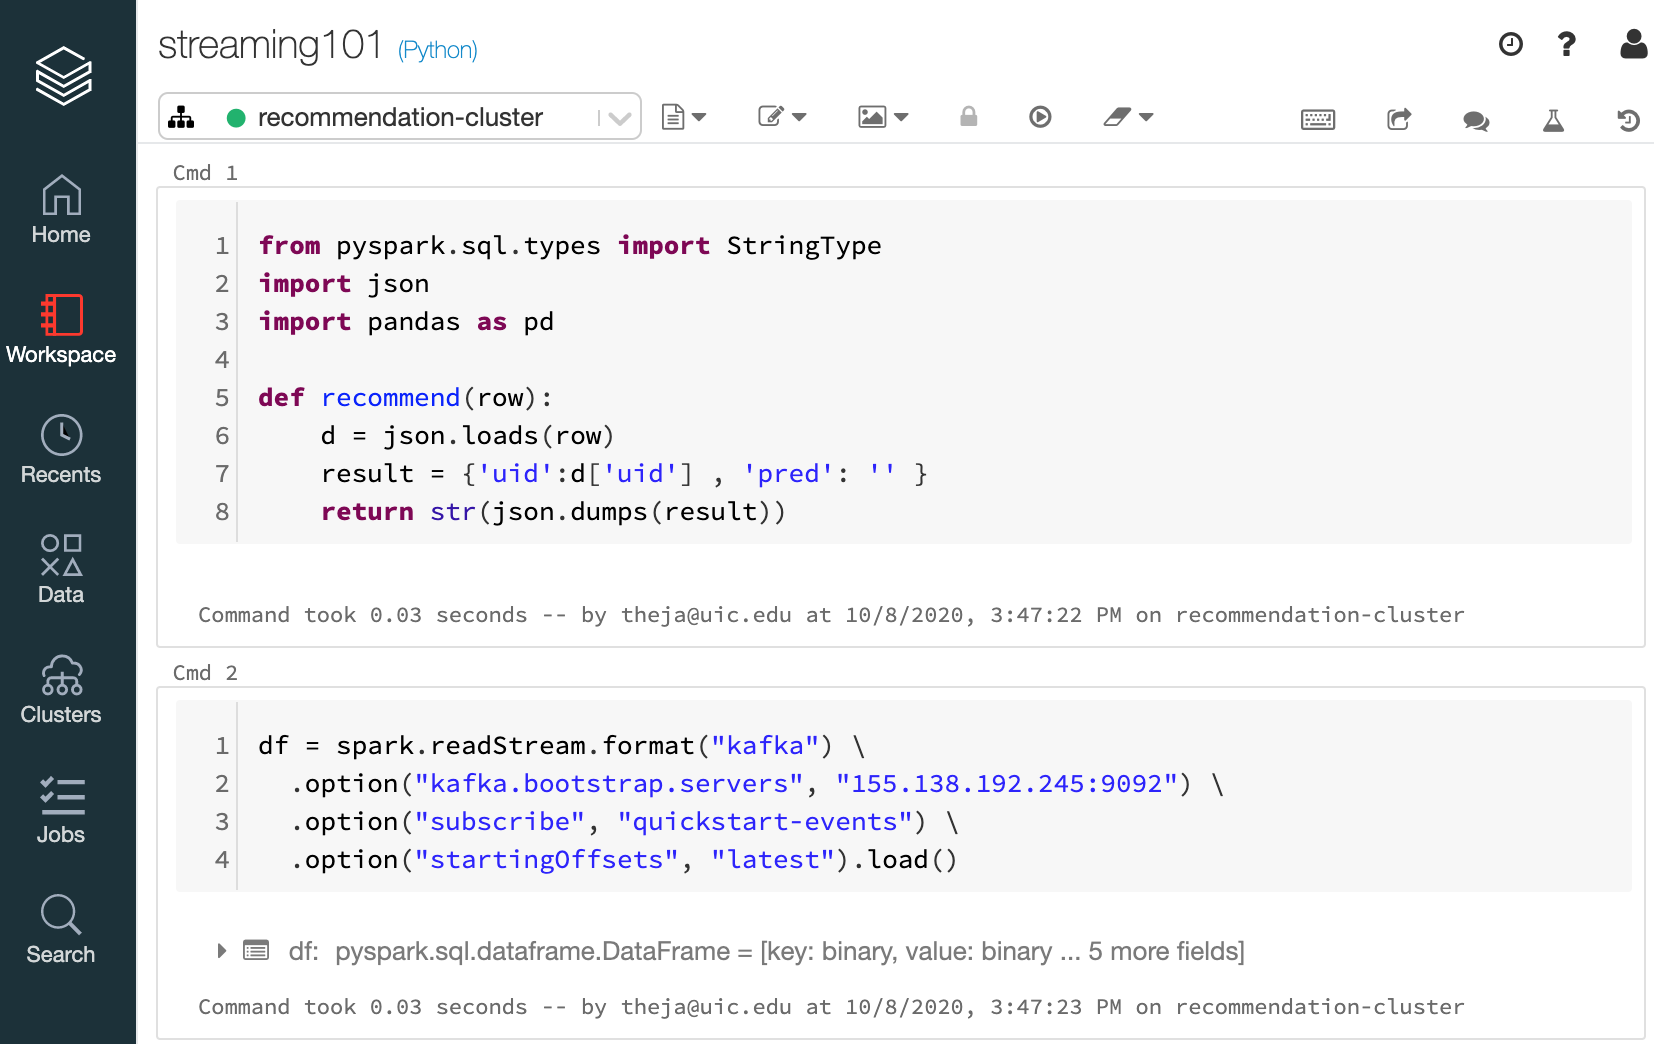 streaming101 (Python)
recommendation-cluster
Home
Workspace
Recents
Data
Clusters
Jobs
Search
Cmd 1
1 from pyspark.sql.types import StringType
2 import json
3 import pandas as pd
4
5 def recommend(row):
6     d = json.loads(row)
7     result = {'uid':d['uid'] , 'pred': '' }
8     return str(json.dumps(result))
Command took 0.03 seconds -- by theja@uic.edu at 10/8/2020, 3:47:22 PM on recommendation-cluster
Cmd 2
1 df = spark.readStream.format("kafka") \
2   .option("kafka.bootstrap.servers", "155.138.192.245:9092") \
3   .option("subscribe", "quickstart-events") \
4   .option("startingOffsets", "latest").load()
df: pyspark.sql.dataframe.DataFrame = [key: binary, value: binary ... 5 more fields]
Command took 0.03 seconds -- by theja@uic.edu at 10/8/2020, 3:47:23 PM on recommendation-cluster